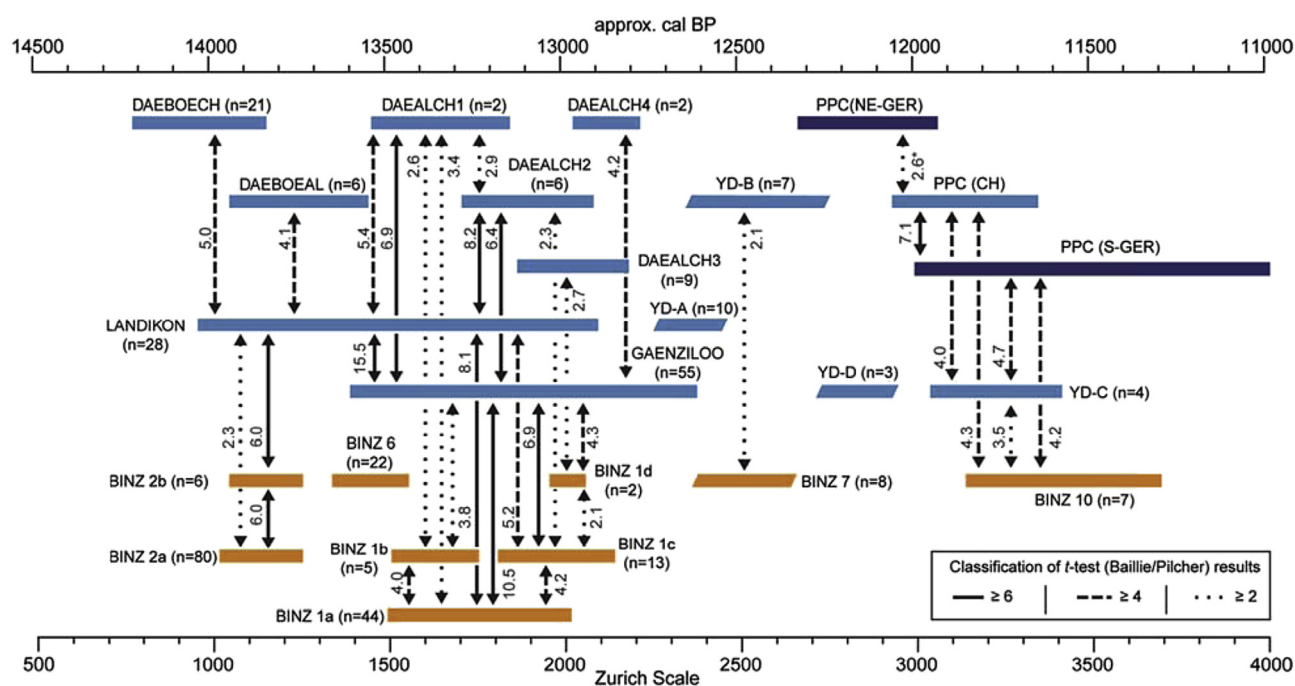 approx. cal BP
14500 14000 13500 13000 12500 12000 11500 11000
DAEBOECH (n=21) DAEALCH1 (n=2) DAEALCH4 (n=2) PPC(NE-GER)
2.6 3.4 2.9 4.2 2.6*
DAEALCH2
DAEBOEAL (n=6) (n=6) YD-B (n=7) PPC (CH)
5.0 4.1 5.4 6.9 8.2 6.4 2.3 2.1 7.1
PPC (S-GER)
DAEALCH3
(n=9)
2.7
YD-A (n=10)
LANDIKON
(n=28)
GAENZILOO
(n=55)
15.5 8.1 4.0 4.7
YD-D (n=3)
YD-C (n=4)
2.3 6.0 6.9 4.3 4.3 3.5 4.2
BINZ 6
(n=22)
BINZ 2b (n=6) BINZ 1d
(n=2)
BINZ 7 (n=8)
BINZ 10 (n=7)
6.0 3.8 5.2 2.1
BINZ 2a (n=80) BINZ 1b
(n=5)
BINZ 1c
(n=13)
4.0 10.5 4.2
BINZ 1a (n=44)
Classification of t-test (Baillie/Pilcher) results
≥ 6 ≥ 4 ≥ 2
500 1000 1500 2000 2500 3000 3500 4000
Zurich Scale